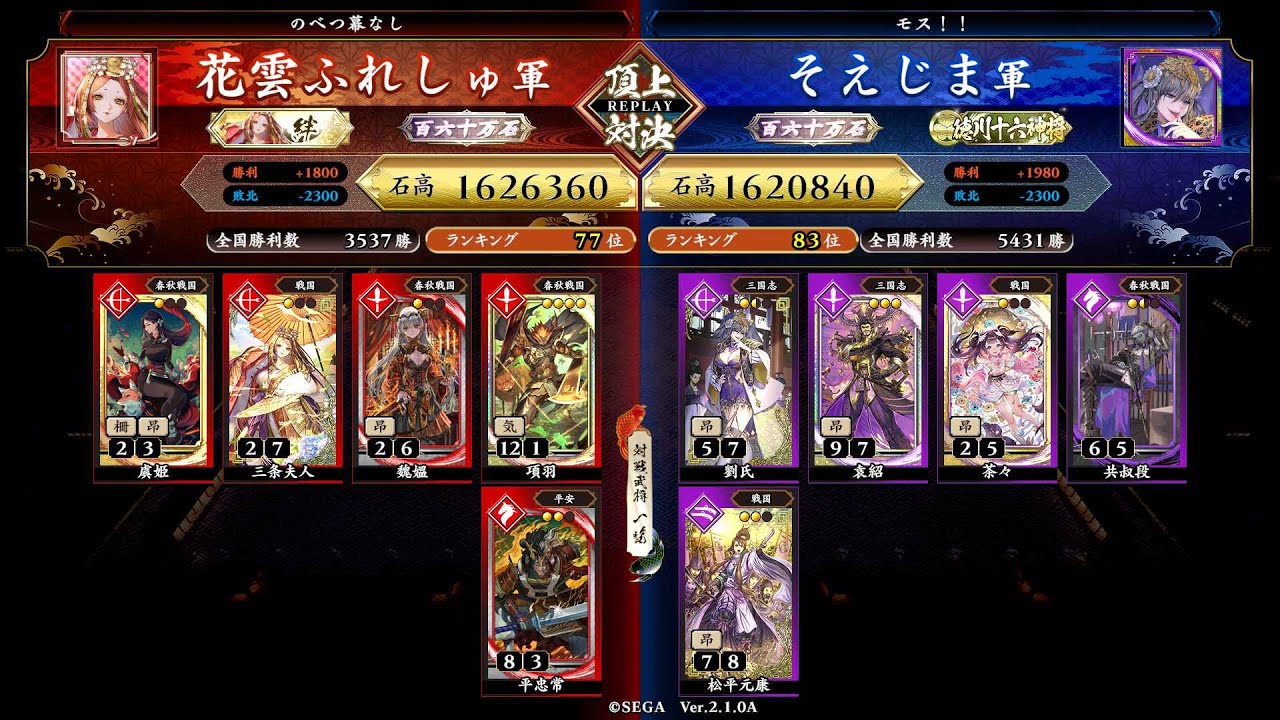 のべつ幕なし
モス！！
花雲ふれしゅ軍
頂上
REPLAY
対決
そえじま軍
絆
百六十万石
百六十万石
徳川十六神将
勝利 +1800
敗北 -2300
石高 1626360
石高 1620840
勝利 +1980
敗北 -2300
全国勝利数 3537勝
ランキング 77位
ランキング 83位
全国勝利数 5431勝
春秋戦国
戦国
春秋戦国
春秋戦国
三国志
三国志
戦国
春秋戦国
柵 昴
昴
気
昴
昴
昴
2 3
2 7
2 6
12 1
5 7
9 7
2 5
6 5
虞姫
三条夫人
魏媼
項羽
劉氏
袁紹
茶々
共叔段
対戦武将一覧
平安
戦国
昴
8 3
7 8
平忠常
松平元康
©SEGA Ver.2.1.0A